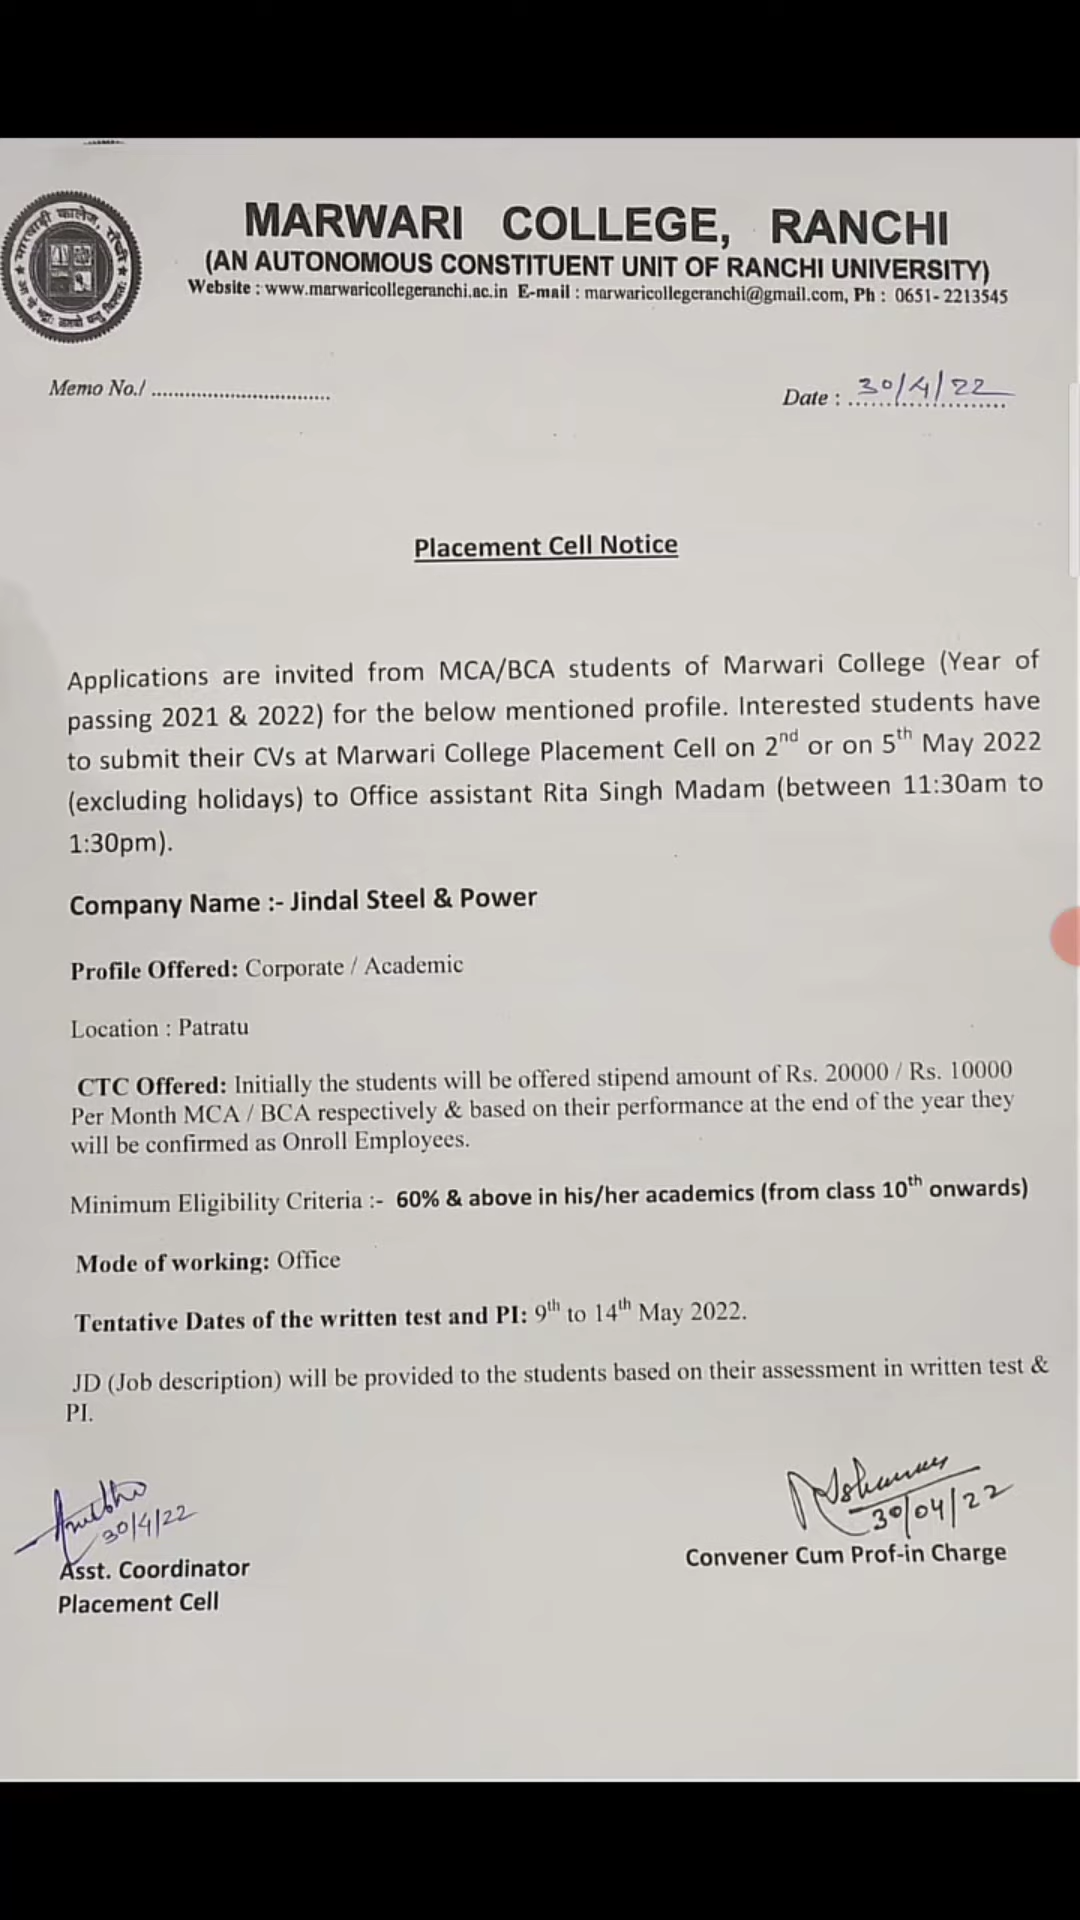 MARWARI COLLEGE, RANCHI
(AN AUTONOMOUS CONSTITUENT UNIT OF RANCHI UNIVERSITY)
Website : www.marwaricollegeranchi.ac.in E-mail : marwaricollegeranchi@gmail.com, Ph : 0651- 2213545
मारवाड़ी कालेज, राँची
Memo No./ ................................
Date : 30/4/22
Placement Cell Notice
Applications are invited from MCA/BCA students of Marwari College (Year of
passing 2021 & 2022) for the below mentioned profile. Interested students have
to submit their CVs at Marwari College Placement Cell on 2nd or on 5th May 2022
(excluding holidays) to Office assistant Rita Singh Madam (between 11:30am to
1:30pm).
Company Name :- Jindal Steel & Power
Profile Offered: Corporate / Academic
Location : Patratu
CTC Offered: Initially the students will be offered stipend amount of Rs. 20000 / Rs. 10000
Per Month MCA / BCA respectively & based on their performance at the end of the year they
will be confirmed as Onroll Employees.
Minimum Eligibility Criteria :- 60% & above in his/her academics (from class 10th onwards)
Mode of working: Office
Tentative Dates of the written test and PI: 9th to 14th May 2022.
JD (Job description) will be provided to the students based on their assessment in written test &
PI.
30/4/22
Asst. Coordinator
Placement Cell
30/04/22
Convener Cum Prof-in Charge